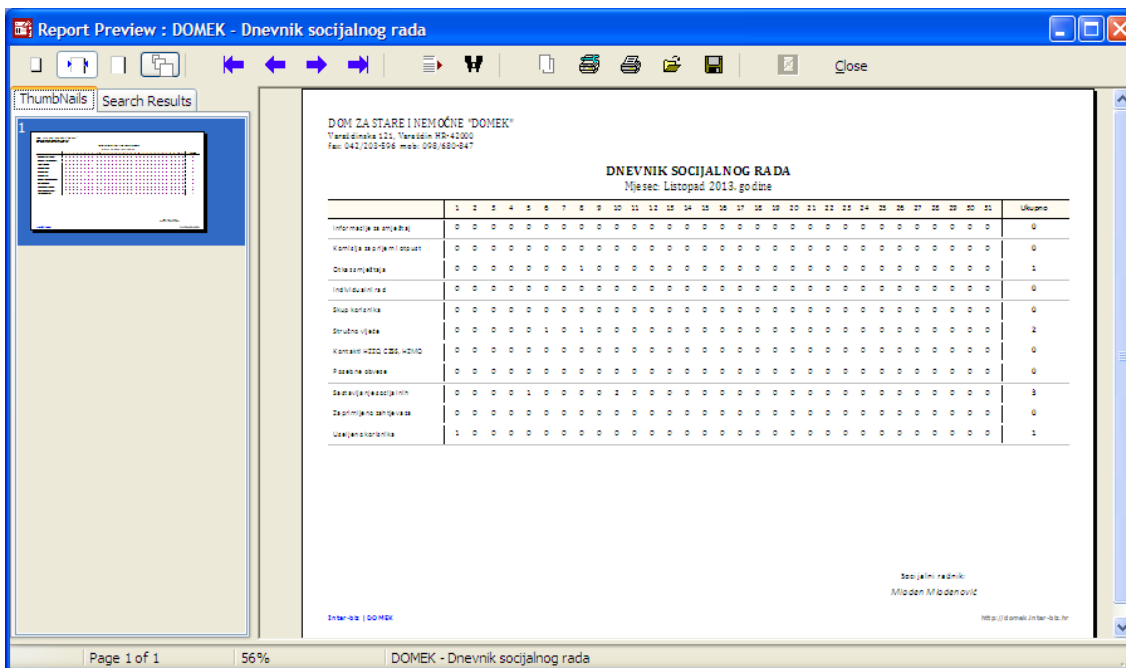 Report Preview : DOMEK - Dnevnik socijalnog rada
Close
ThumbNails Search Results
1
DOM ZA STARE I NEMOĆNE "DOMEK"
Varaždinska 121, Varaždin HR-42000
fax: 042/203-596 mob: 098/680-847
DNEVNIK SOCIJALNOG RADA
Mjesec: Listopad 2013. godine
1 2 3 4 5 6 7 8 9 10 11 12 13 14 15 16 17 18 19 20 21 22 23 24 25 26 27 28 29 30 31 Ukupno
Informacije za smještaj 0 0 0 0 0 0 0 0 0 0 0 0 0 0 0 0 0 0 0 0 0 0 0 0 0 0 0 0 0 0 0 0
Komisija za prijem i otpust 0 0 0 0 0 0 0 0 0 0 0 0 0 0 0 0 0 0 0 0 0 0 0 0 0 0 0 0 0 0 0 0
Otkaz smještaja 0 0 0 0 0 0 0 1 0 0 0 0 0 0 0 0 0 0 0 0 0 0 0 0 0 0 0 0 0 0 0 1
Individualni rad 0 0 0 0 0 0 0 0 0 0 0 0 0 0 0 0 0 0 0 0 0 0 0 0 0 0 0 0 0 0 0 0
Skup korisnika 0 0 0 0 0 0 0 0 0 0 0 0 0 0 0 0 0 0 0 0 0 0 0 0 0 0 0 0 0 0 0 0
Stručno vijeće 0 0 0 0 0 1 0 1 0 0 0 0 0 0 0 0 0 0 0 0 0 0 0 0 0 0 0 0 0 0 0 2
Kontakti HZZO, CZSS, HZMO 0 0 0 0 0 0 0 0 0 0 0 0 0 0 0 0 0 0 0 0 0 0 0 0 0 0 0 0 0 0 0 0
Posebne obveze 0 0 0 0 0 0 0 0 0 0 0 0 0 0 0 0 0 0 0 0 0 0 0 0 0 0 0 0 0 0 0 0
Sastavljanje socijalnih 0 0 0 0 1 0 0 0 0 2 0 0 0 0 0 0 0 0 0 0 0 0 0 0 0 0 0 0 0 0 0 3
Zaprimljeno zahtjeva za 0 0 0 0 0 0 0 0 0 0 0 0 0 0 0 0 0 0 0 0 0 0 0 0 0 0 0 0 0 0 0 0
Useljeno korisnika 1 0 0 0 0 0 0 0 0 0 0 0 0 0 0 0 0 0 0 0 0 0 0 0 0 0 0 0 0 0 0 1
Socijalni radnik:
Mladen Mladenović
Inter-biz | DOMEK http://domek.inter-biz.hr
Page 1 of 1 56% DOMEK - Dnevnik socijalnog rada